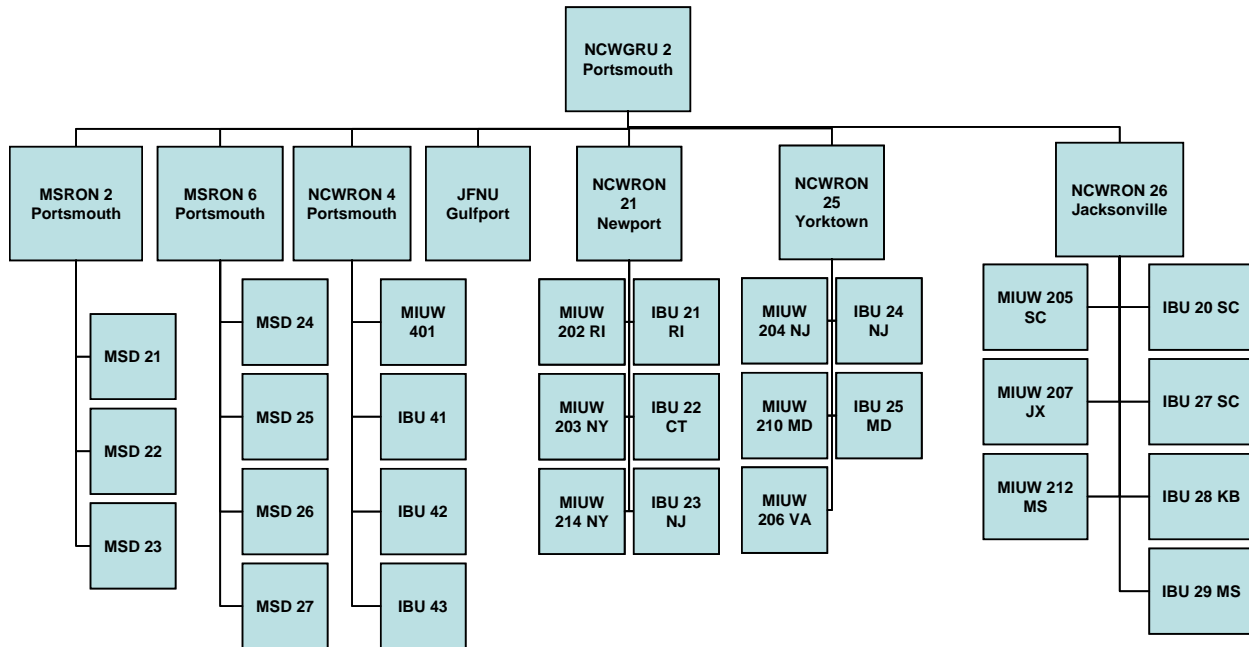 NCWGRU 2
Portsmouth
MSRON 2
Portsmouth
MSRON 6
Portsmouth
NCWRON 4
Portsmouth
JFNU
Gulfport
NCWRON
21
Newport
NCWRON
25
Yorktown
NCWRON 26
Jacksonville
MSD 21
MSD 22
MSD 23
MSD 24
MSD 25
MSD 26
MSD 27
MIUW
401
IBU 41
IBU 42
IBU 43
MIUW
202 RI
IBU 21
RI
MIUW
203 NY
IBU 22
CT
MIUW
214 NY
IBU 23
NJ
MIUW
204 NJ
IBU 24
NJ
MIUW
210 MD
IBU 25
MD
MIUW
206 VA
MIUW 205
SC
IBU 20 SC
MIUW 207
JX
IBU 27 SC
MIUW 212
MS
IBU 28 KB
IBU 29 MS